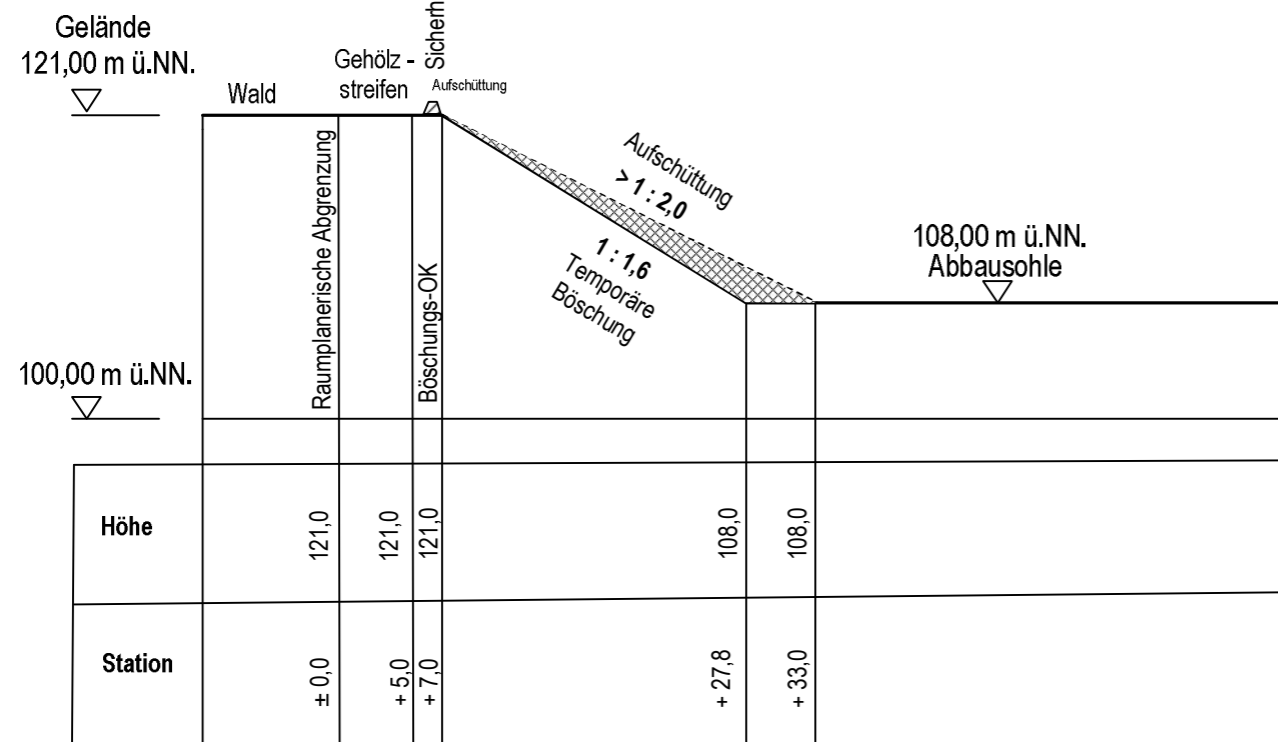 Gelände
121,00 m ü.NN.
Wald
Gehölz -
streifen
Sicherh
Aufschüttung
Raumplanerische Abgrenzung
Böschungs-OK
Aufschüttung
> 1 : 2,0
1 : 1,6
Temporäre
Böschung
108,00 m ü.NN.
Abbausohle
100,00 m ü.NN.
Höhe
121,0
121,0
121,0
108,0
108,0
Station
± 0,0
+ 5,0
+ 7,0
+ 27,8
+ 33,0